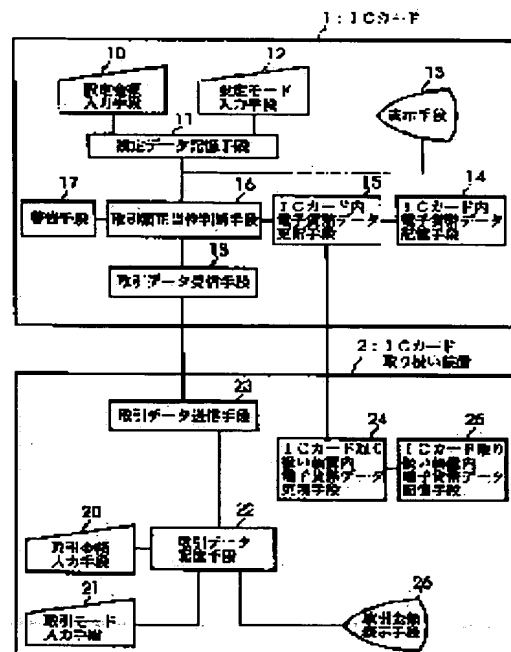 1：ICカード
10
設定金額
入力手段
12
設定モード
入力手段
13
表示手段
11
設定データ記憶手段
17
警告手段
16
取引額正当性判断手段
15
ICカード内
電子貨幣データ
更新手段
14
ICカード内
電子貨幣データ
記憶手段
18
取引データ受信手段
2：ICカード
取り扱い装置
23
取引データ送信手段
24
ICカード取り
扱い装置内
電子貨幣データ
更新手段
25
ICカード取り
扱い装置内
電子貨幣データ
記憶手段
20
取引金額
入力手段
22
取引データ
記憶手段
21
取引モード
入力手段
26
取引金額
表示手段